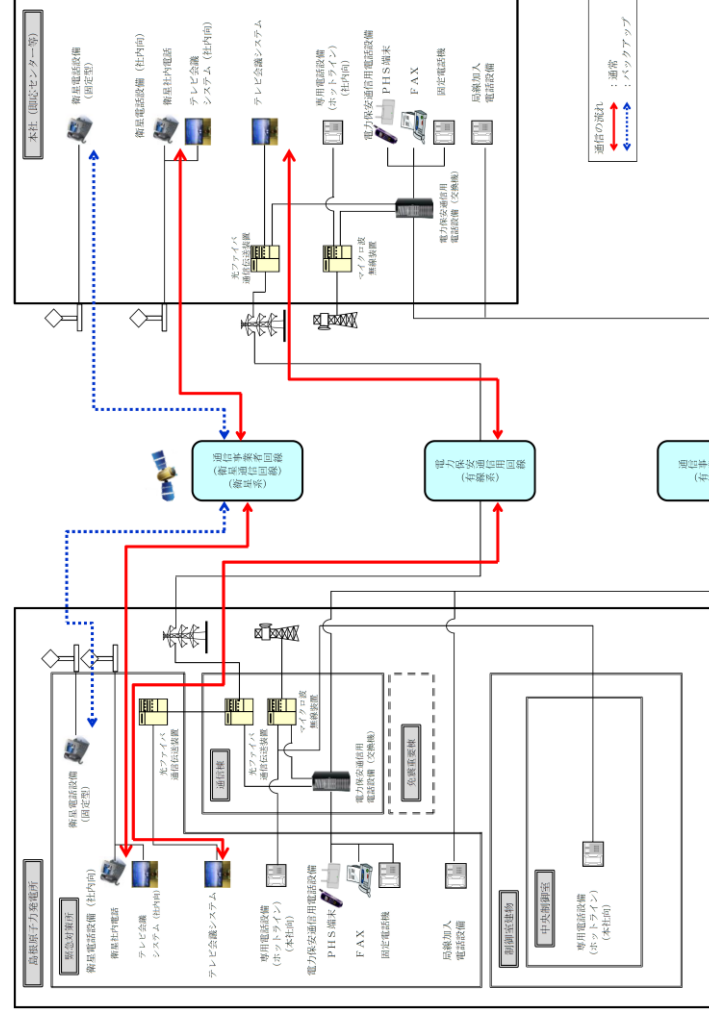 本社（即応センター等）
衛星電話設備
（固定型）
衛星電話設備（社内向）
衛星社内電話
テレビ会議
システム（社内向）
テレビ会議システム
専用電話設備
（ホットライン）
（社内向）
電力保安通信用電話設備
ＰＨＳ端末
ＦＡＸ
固定電話機
局線加入
電話設備
光ファイバ
通信伝送装置
マイクロ波
無線装置
電力保安通信用
電話設備（交換機）
通信の流れ
：通常
：バックアップ
通信事業者回線
（衛星通信回線）
（衛星系）
電力保安通信用回線
（有線系）
通信事
（有
島根原子力発電所
緊急対策所
衛星電話設備
（固定型）
衛星電話設備（社内向）
衛星社内電話
テレビ会議
システム（社内向）
テレビ会議システム
専用電話設備
（ホットライン）
（本社向）
電力保安通信用電話設備
ＰＨＳ端末
ＦＡＸ
固定電話機
局線加入
電話設備
光ファイバ
通信伝送装置
通信棟
光ファイバ
通信伝送装置
マイクロ波
無線装置
電力保安通信用
電話設備（交換機）
免震重要棟
制御室建物
中央制御室
専用電話設備
（ホットライン）
（本社向）